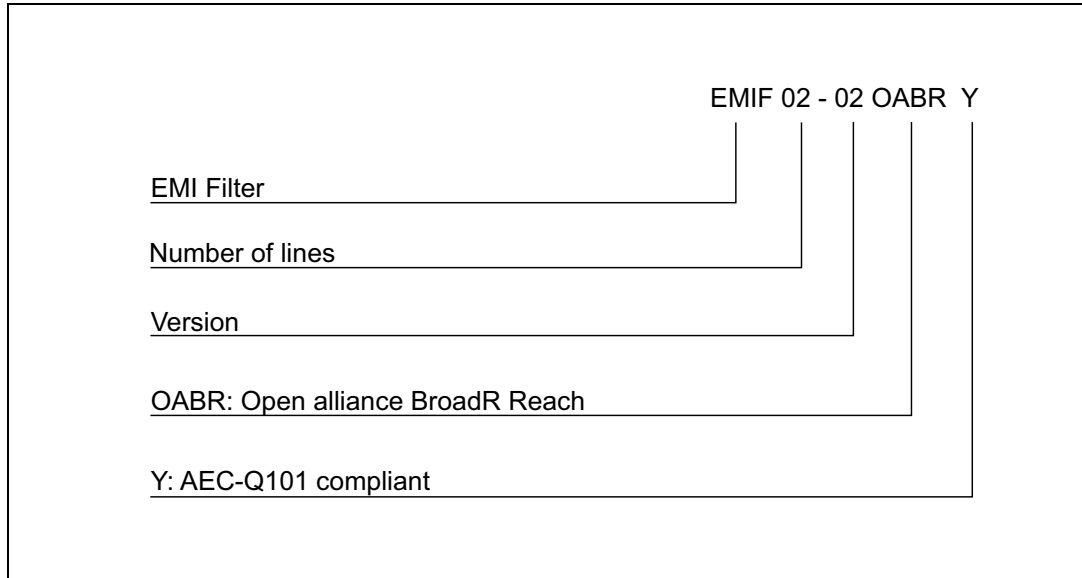 EMIF 02 - 02 OABR Y
EMI Filter
Number of lines
Version
OABR: Open alliance BroadR Reach
Y: AEC-Q101 compliant